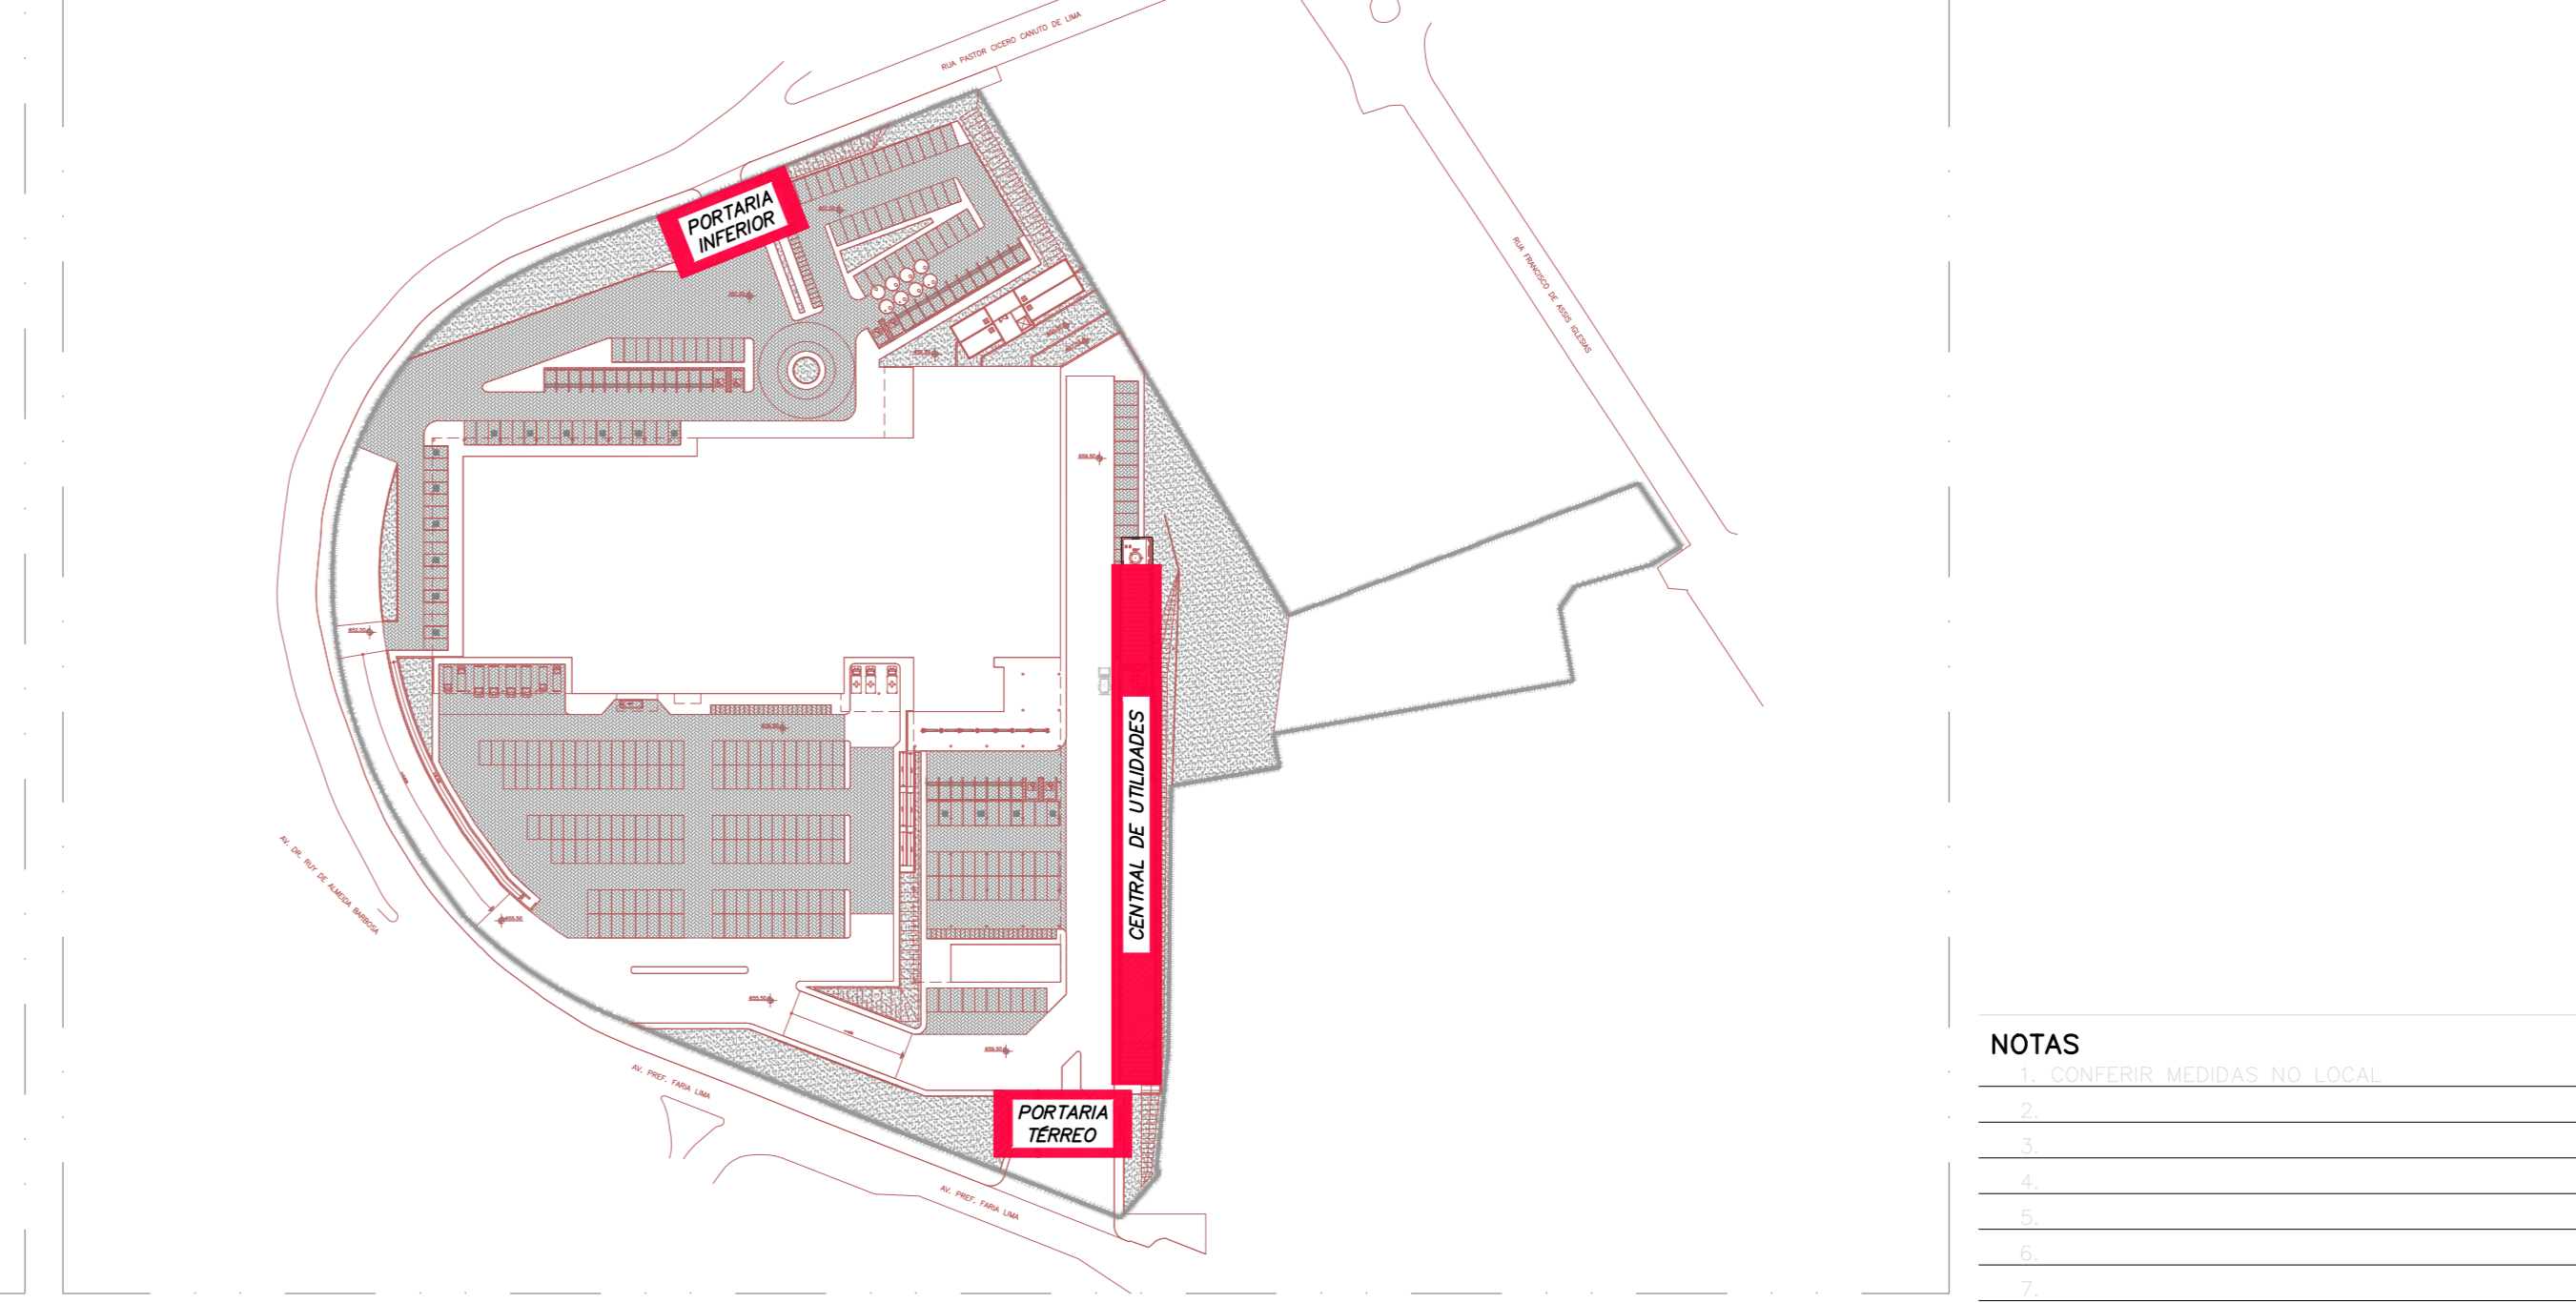 RUA PASTOR CICERO CANUTO DE LIMA
PORTARIA
INFERIOR
RUA FRANCISCO DE ASSIS IGLESIAS
CENTRAL DE UTILIDADES
AV. DR. RUY DE ALMEIDA BARBOSA
AV. PREF. FARIA LIMA
PORTARIA
TÉRREO
AV. PREF. FARIA LIMA
NOTAS
1. CONFERIR MEDIDAS NO LOCAL
2.
3.
4.
5.
6.
7.